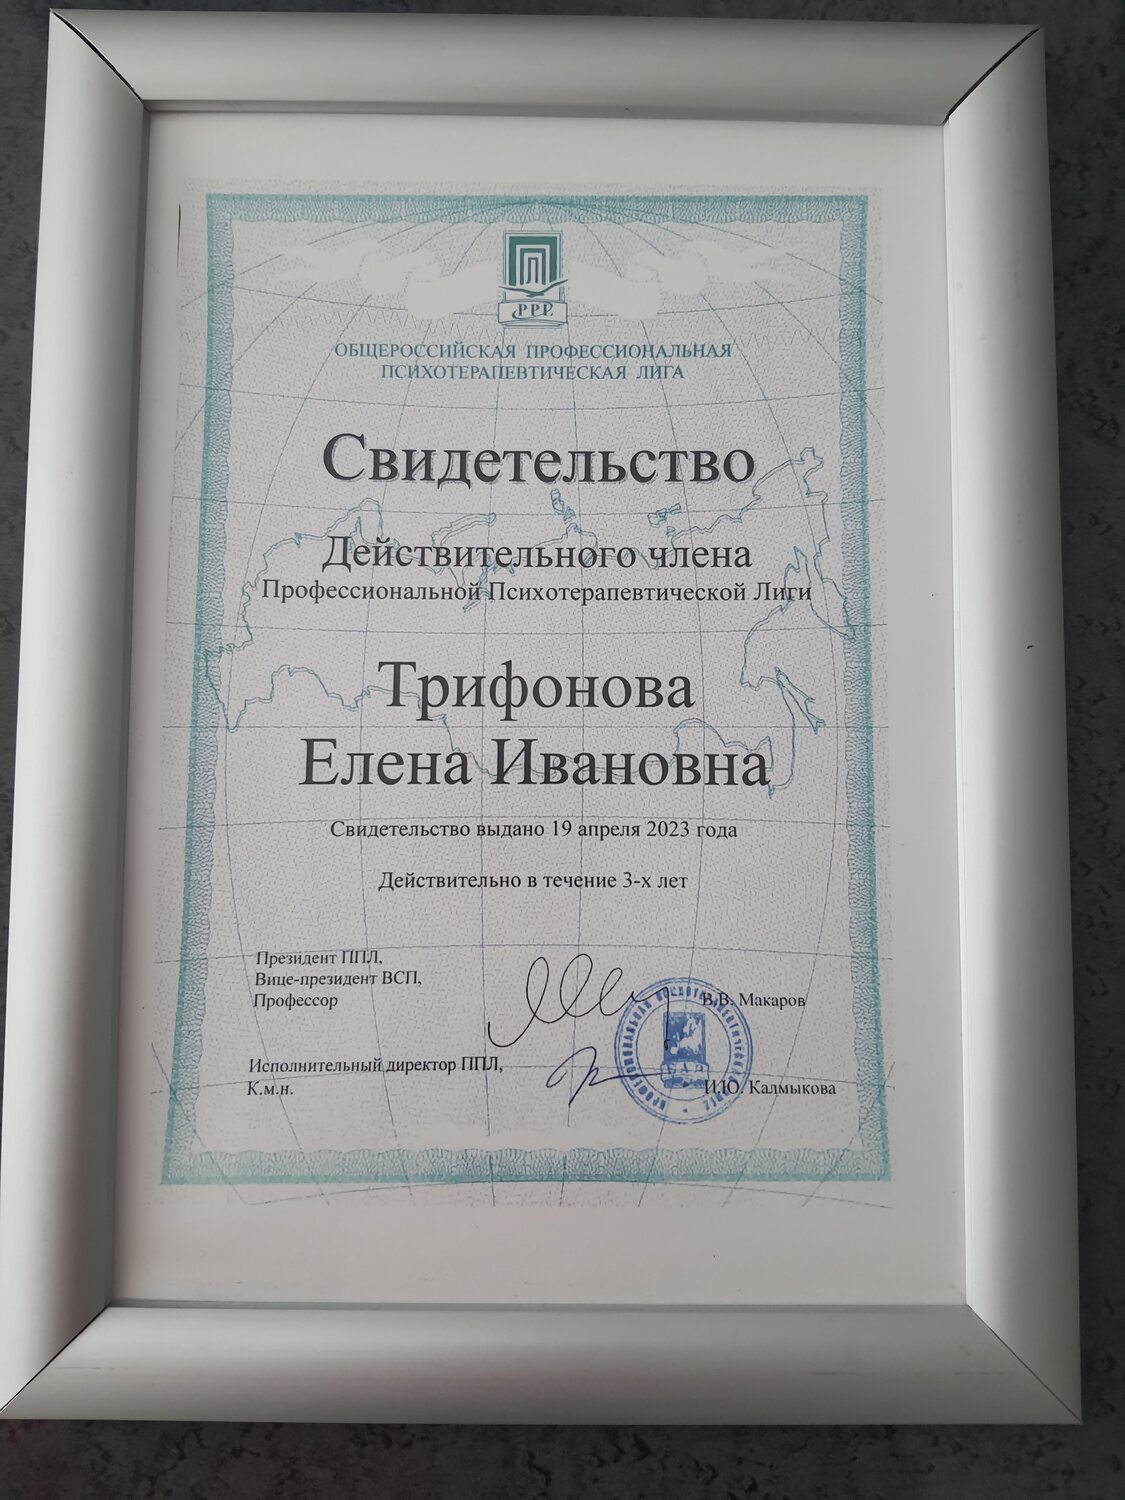 PPL
ОБЩЕРОССИЙСКАЯ ПРОФЕССИОНАЛЬНАЯ
ПСИХОТЕРАПЕВТИЧЕСКАЯ ЛИГА
Свидетельство
Действительного члена
Профессиональной Психотерапевтической Лиги
Трифонова
Елена Ивановна
Свидетельство выдано 19 апреля 2023 года
Действительно в течение 3-х лет
Президент ППЛ,
Вице-президент ВСП,
Профессор
В.В. Макаров
Исполнительный директор ППЛ,
К.м.н.
И.Ю. Калмыкова